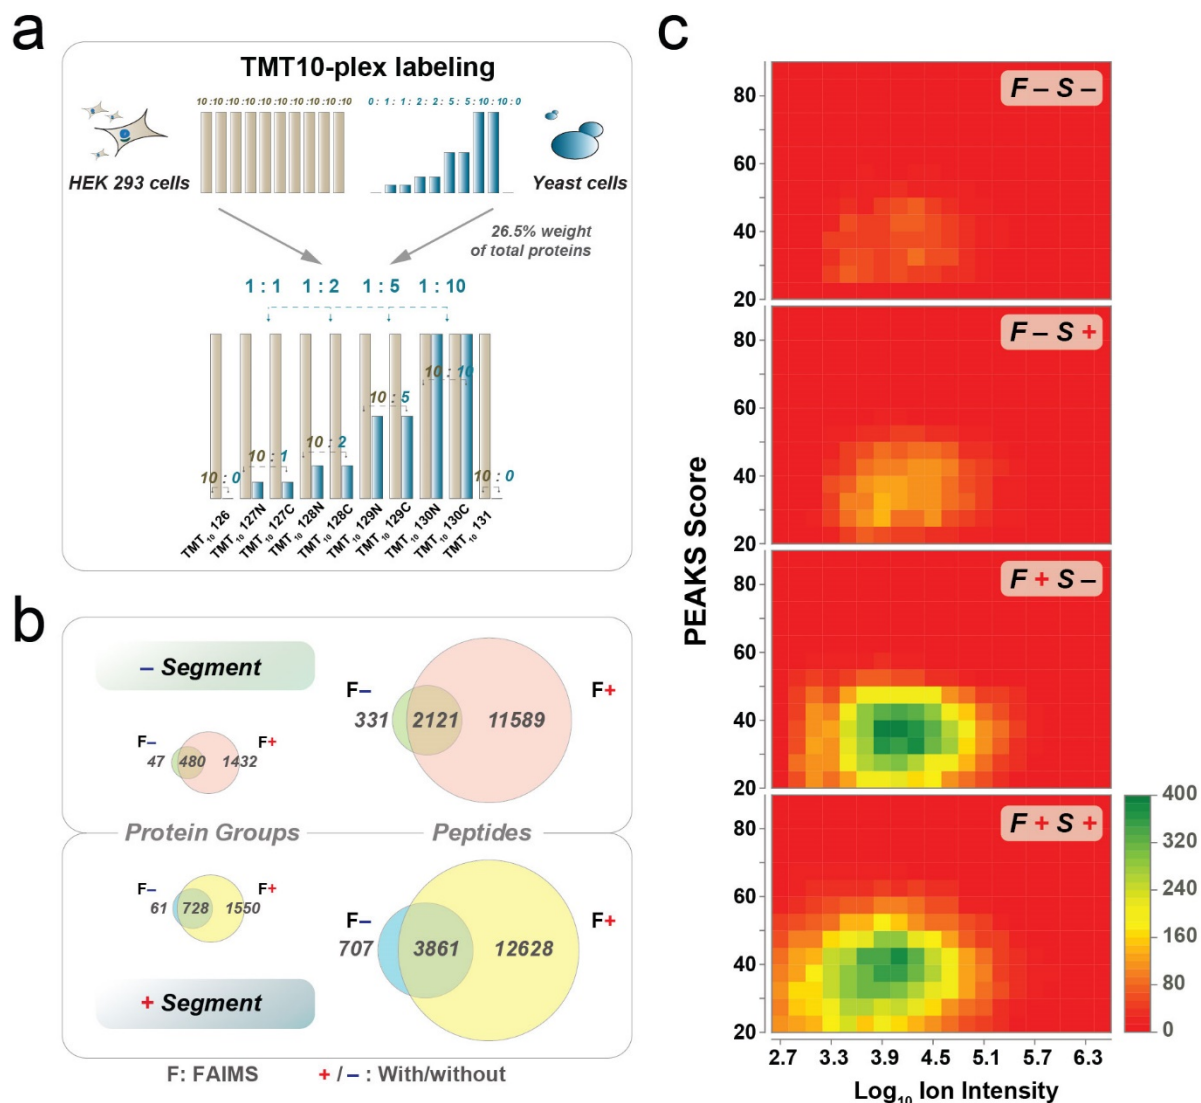 a
TMT10-plex labeling
10 :10 :10 :10 :10 :10 :10 :10 :10 :10
0 : 1 : 1 : 2 : 2 : 5 : 5 : 10 : 10 : 0
HEK 293 cells
Yeast cells
26.5% weight
of total proteins
1 : 1
1 : 2
1 : 5
1 : 10
10 : 0
10 : 1
10 : 2
10 : 5
10 : 10
10 : 0
TMT10 126
TMT10 127N
TMT10 127C
TMT10 128N
TMT10 128C
TMT10 129N
TMT10 129C
TMT10 130N
TMT10 130C
TMT10 131
b
– Segment
F–
F+
47
480
1432
F–
F+
331
2121
11589
Protein Groups
Peptides
F–
F+
61
728
1550
F–
F+
707
3861
12628
+ Segment
F: FAIMS
+ / – : With/without
c
PEAKS Score
F – S –
80
60
40
20
F – S +
80
60
40
20
F + S –
80
60
40
20
F + S +
80
60
40
20
2.7 3.3 3.9 4.5 5.1 5.7 6.3
Log10 Ion Intensity
400
320
240
160
80
0